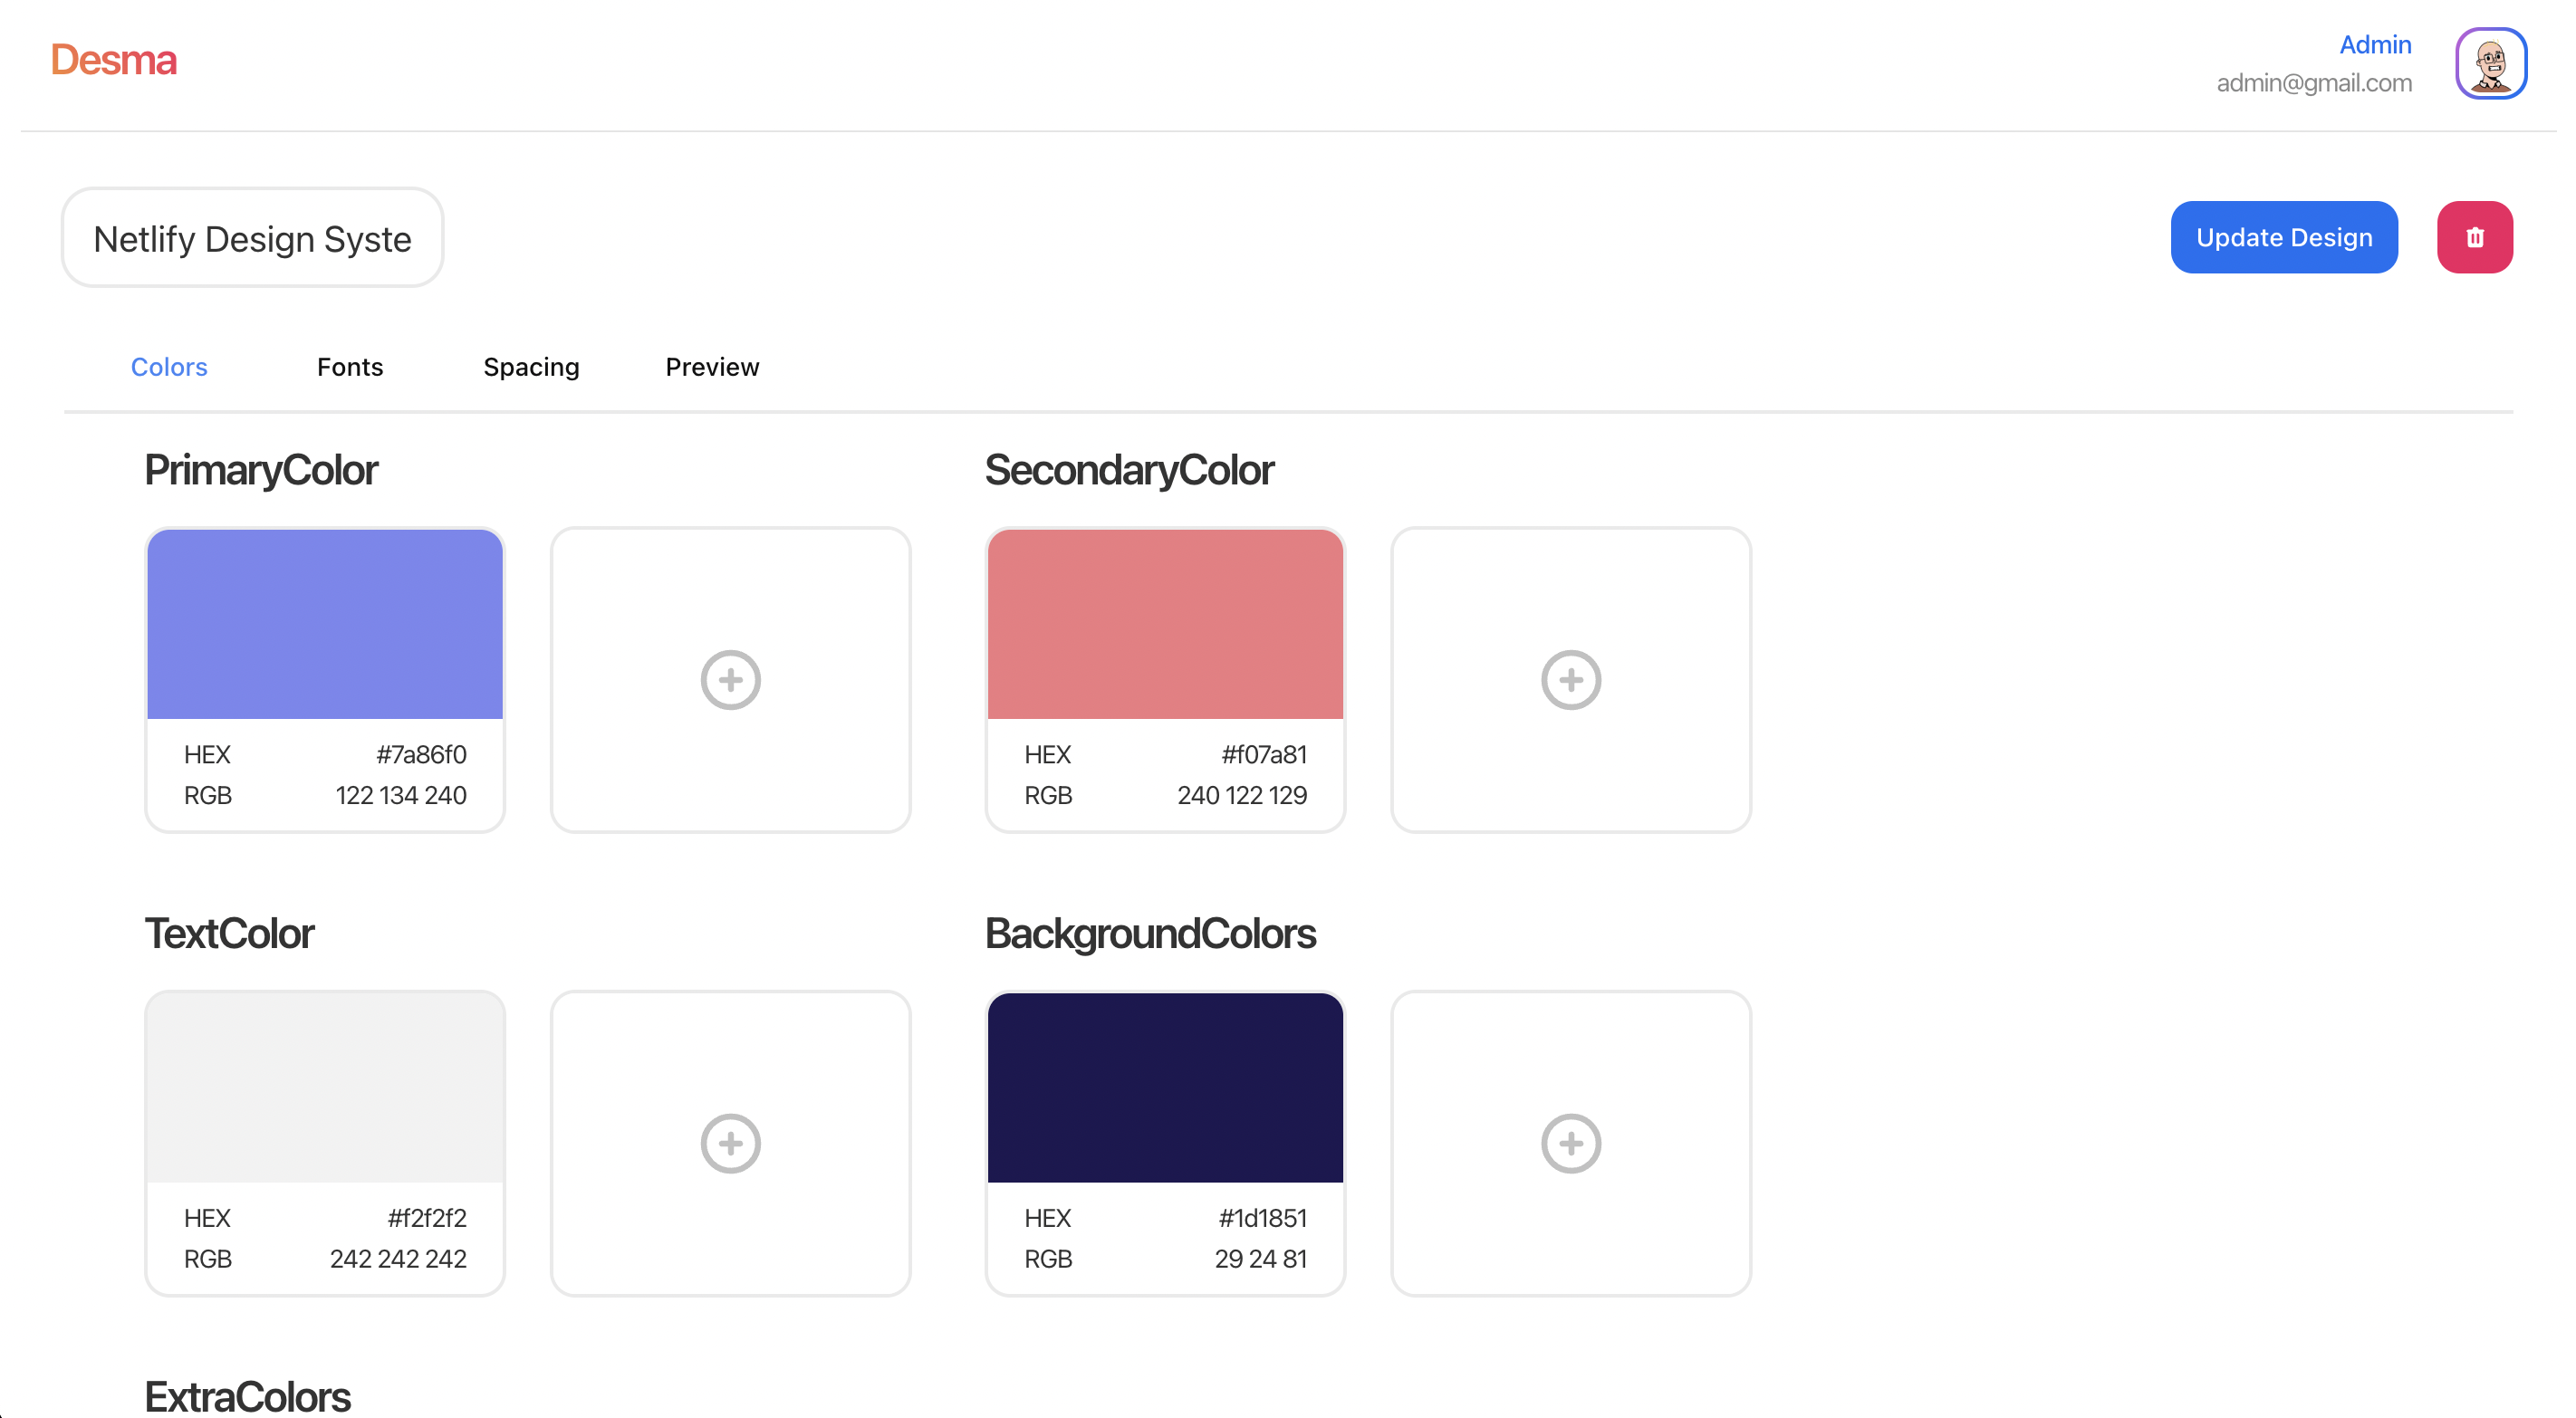 Desma
Admin
admin@gmail.com
Netlify Design Syste
Update Design
Colors Fonts Spacing Preview
PrimaryColor
HEX #7a86f0
RGB 122 134 240
SecondaryColor
HEX #f07a81
RGB 240 122 129
TextColor
HEX #f2f2f2
RGB 242 242 242
BackgroundColors
HEX #1d1851
RGB 29 24 81
ExtraColors